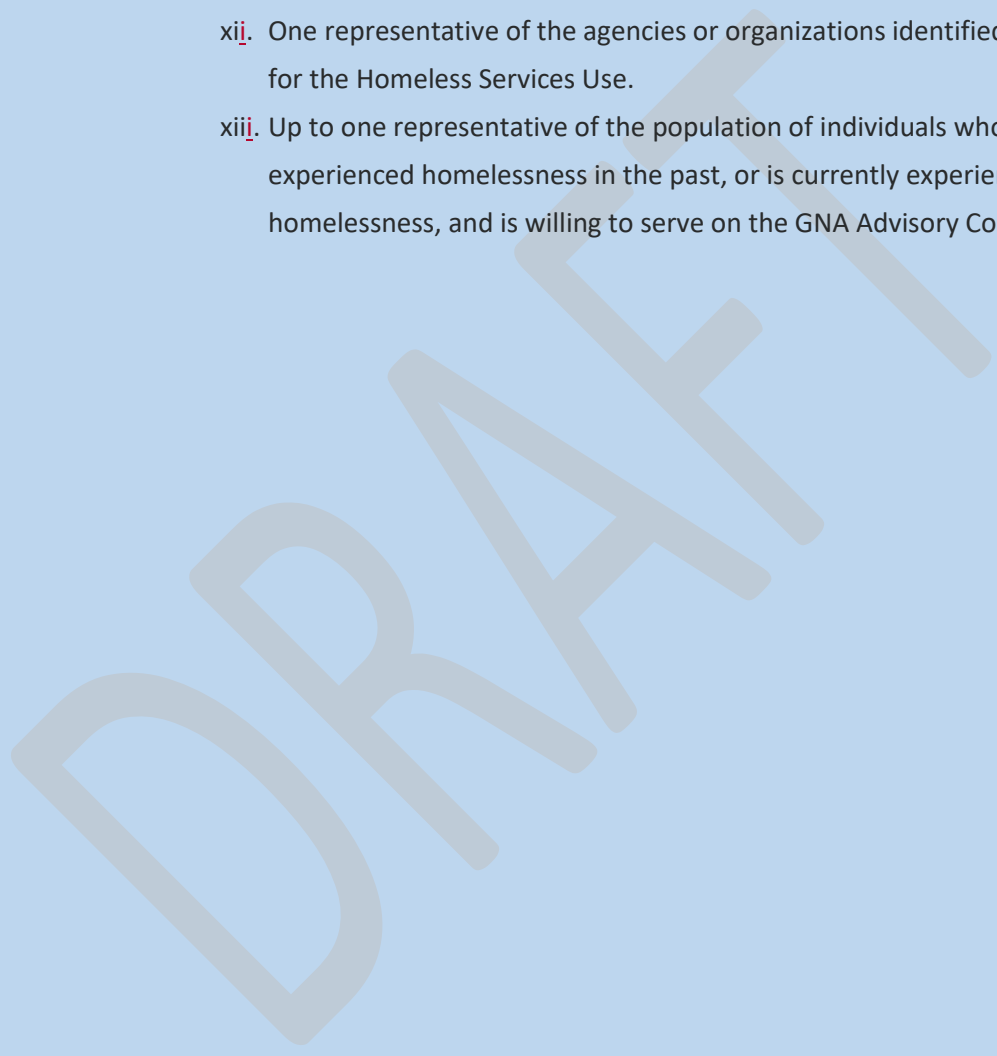 xii. One representative of the agencies or organizations identified
for the Homeless Services Use.
xiii. Up to one representative of the population of individuals who
experienced homelessness in the past, or is currently
homelessness, and is willing to serve on the GNA Advisory
DRAFT